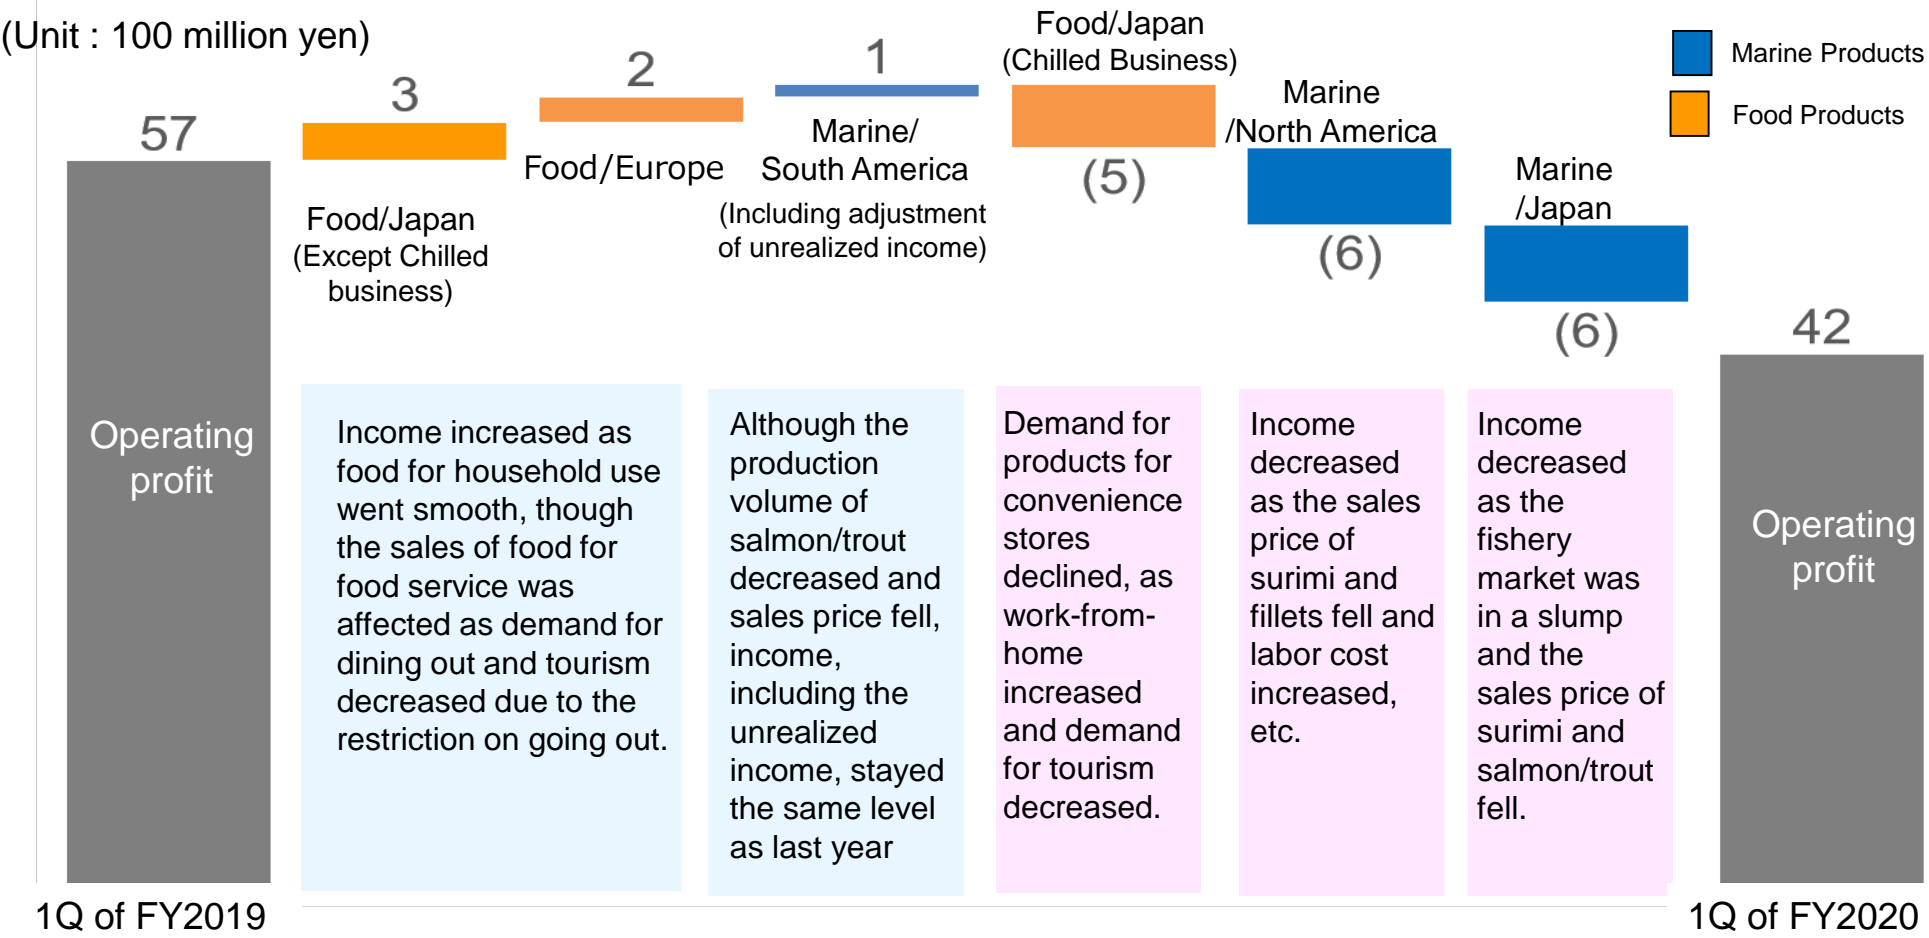 (Unit : 100 million yen)
57
3
2
1
Food/Japan
(Chilled Business)
Marine Products
Food Products
Food/Japan
(Except Chilled
business)
Food/Europe
Marine/
South America
(Including adjustment
of unrealized income)
(5)
Marine
/North America
(6)
Marine
/Japan
(6)
42
Operating
profit
Income increased as
food for household use
went smooth, though
the sales of food for
food service was
affected as demand for
dining out and tourism
decreased due to the
restriction on going out.
Although the
production
volume of
salmon/trout
decreased and
sales price fell,
income,
including the
unrealized
income, stayed
the same level
as last year
Demand for
products for
convenience
stores
declined, as
work-from-
home
increased
and demand
for tourism
decreased.
Income
decreased
as the sales
price of
surimi and
fillets fell and
labor cost
increased,
etc.
Income
decreased
as the
fishery
market was
in a slump
and the
sales price of
surimi and
salmon/trout
fell.
Operating
profit
1Q of FY2019
1Q of FY2020